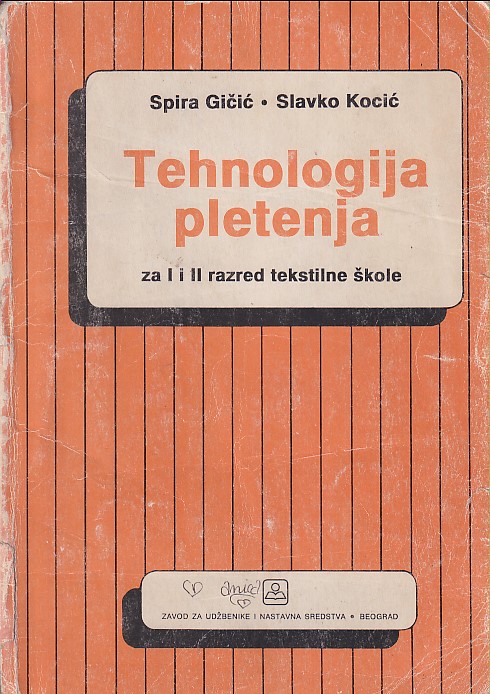 Spira Gičić • Slavko Kocić
Tehnologija
pletenja
za I i II razred tekstilne škole
ZAVOD ZA UDŽBENIKE I NASTAVNA SREDSTVA • BEOGRAD